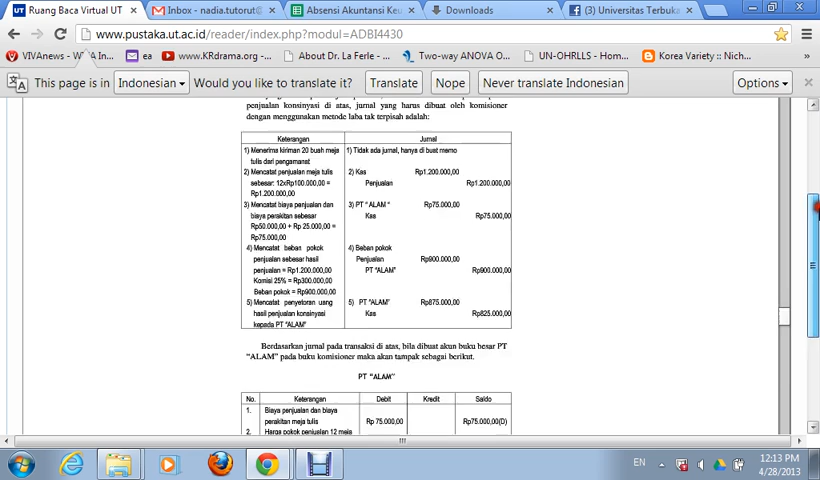 Ruang Baca Virtual UT
Inbox - nadia.tutorut@
Absensi Akuntansi Keu
Downloads
(3) Universitas Terbuka
www.pustaka.ut.ac.id/reader/index.php?modul=ADBI4430
VIVAnews - W
A In...
ea
www.KRdrama.org -...
About Dr. La Ferle -...
Two-way ANOVA O...
UN-OHRLLS - Hom...
Korea Variety :: Nich...
»
This page is in
Indonesian
Would you like to translate it?
Translate
Nope
Never translate Indonesian
Options
penjualan konsinyasi di atas, jurnal yang harus dibuat oleh komisioner
dengan menggunakan metode laba tak terpisah adalah:
Keterangan
Jurnal
1) Menerima kiriman 20 buah meja
tulis dari pengamanat
1) Tidak ada jurnal, hanya di buat memo
2) Mencatat penjualan meja tulis
sebesar: 12xRp100.000,00 =
Rp1.200.000,00
2) Kas Rp1.200.000,00
Penjualan Rp1.200.000,00
3) Mencatat biaya penjualan dan
biaya perakitan sebesar
Rp50.000,00 + Rp 25.000,00 =
Rp75.000,00
3) PT "ALAM" Rp75.000,00
Kas Rp75.000,00
4) Mencatat beban pokok
penjualan sebesar hasil
penjualan = Rp1.200.000,00
Komisi 25% = Rp300.000,00
Beban pokok = Rp900.000,00
4) Beban pokok
Penjualan Rp900.000,00
PT "ALAM" Rp900.000,00
5) Mencatat penyetoran uang
hasil penjualan konsinyasi
kepada PT "ALAM"
5) PT "ALAM" Rp875.000,00
Kas Rp825.000,00
Berdasarkan jurnal pada transaksi di atas, bila dibuat akun buku besar PT
"ALAM" pada buku komisioner maka akan tampak sebagai berikut.
PT "ALAM"
No. Keterangan Debit Kredit Saldo
1. Biaya penjualan dan biaya
perakitan meja tulis Rp 75.000,00 Rp75.000,00(D)
2. Harga pokok penjualan 12 meja
EN
12:13 PM
4/28/2013